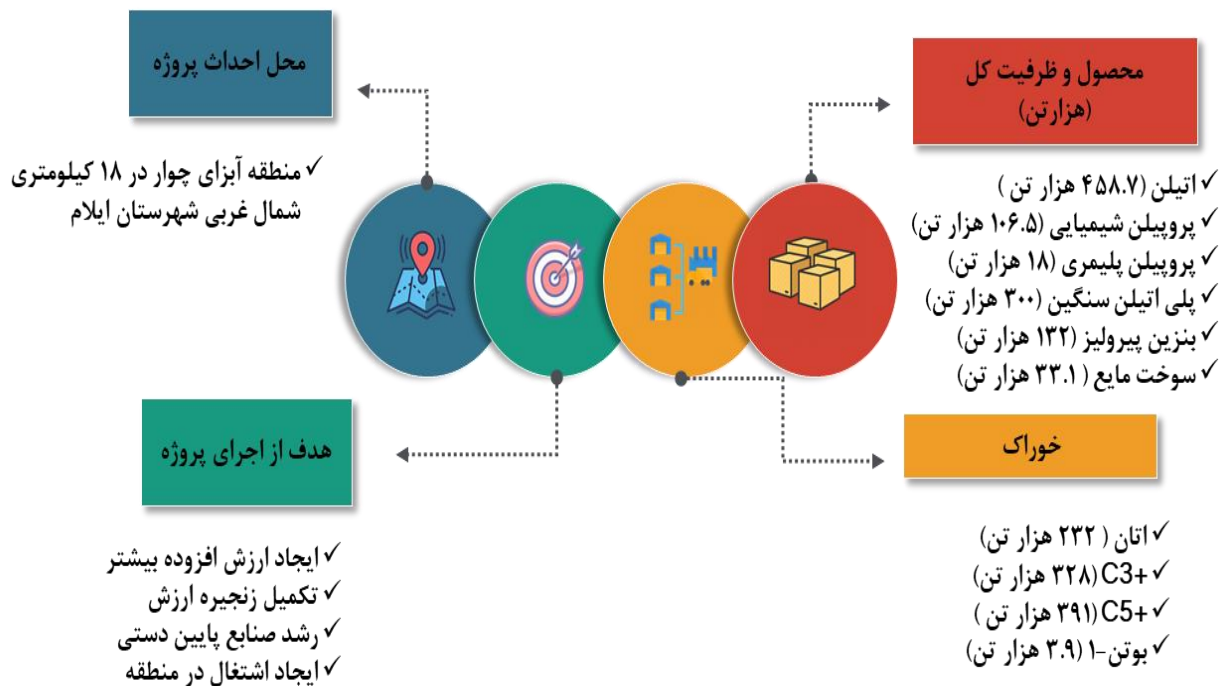 محصول و ظرفیت کل
(هزارتن)
✓ اتیلن (۴۵۸.۷ هزار تن )
✓ پروپیلن شیمیایی (۱۰۶.۵ هزار تن)
✓ پروپیلن پلیمری (۱۸ هزار تن)
✓ پلی اتیلن سنگین (۳۰۰ هزار تن)
✓ بنزین پیرولیز (۱۳۲ هزار تن)
✓ سوخت مایع ( ۳۳.۱ هزار تن)
محل احداث پروژه
✓ منطقه آبزای چوار در ۱۸ کیلومتری
شمال غربی شهرستان ایلام
خوراک
✓ اتان ( ۲۳۲ هزار تن)
✓ C3+ (۳۲۸ هزار تن)
✓ C5+ (۳۹۱ هزار تن )
✓ بوتن-۱ (۳.۹ هزار تن)
هدف از اجرای پروژه
✓ ایجاد ارزش افزوده بیشتر
✓ تکمیل زنجیره ارزش
✓ رشد صنایع پایین دستی
✓ ایجاد اشتغال در منطقه